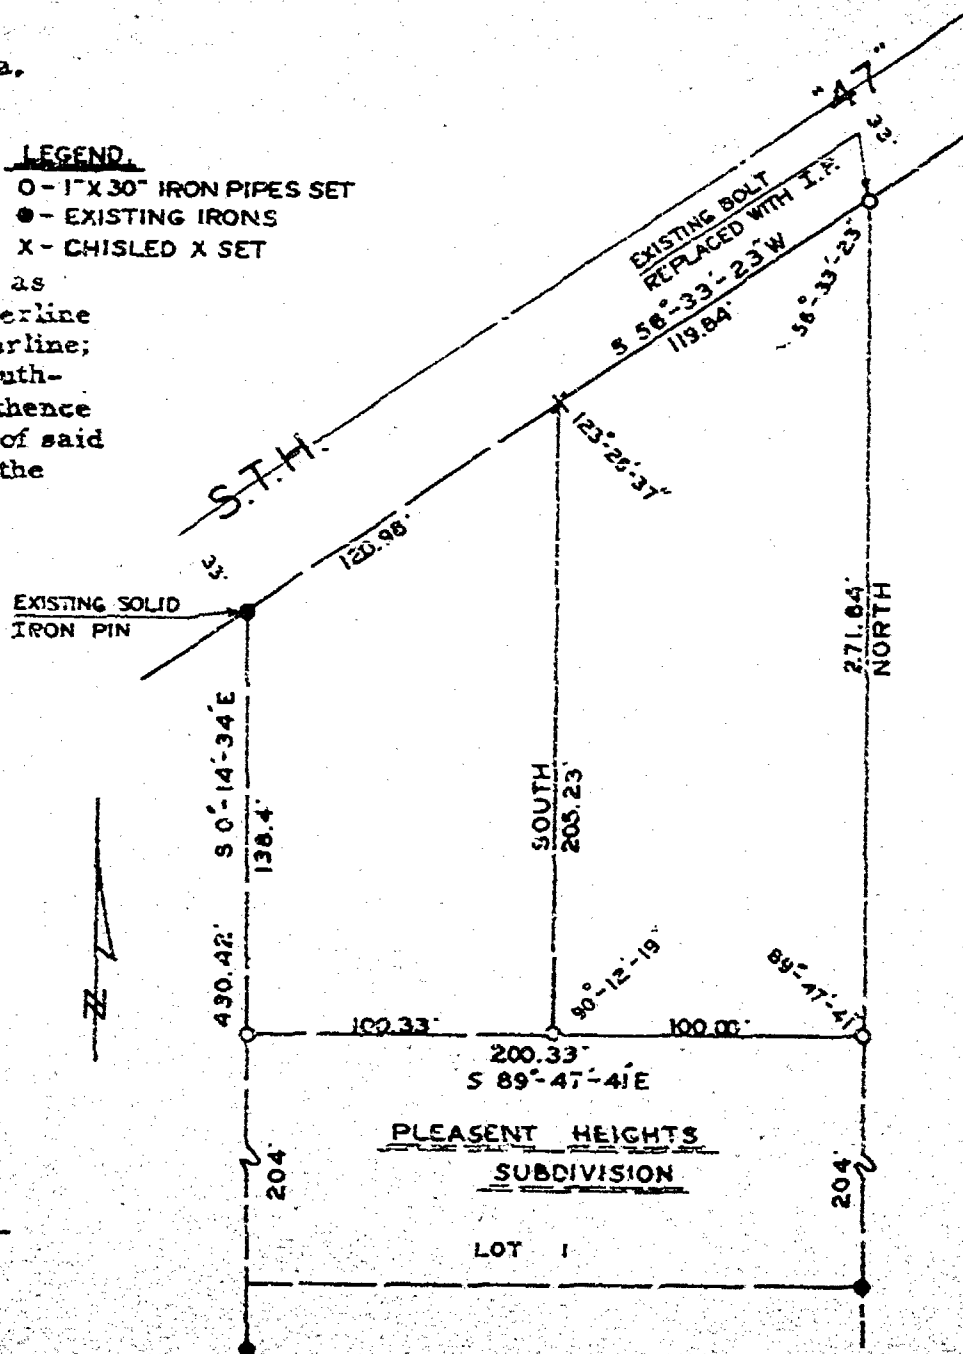 a.
LEGEND.
O - 1" X 30" IRON PIPES SET
● - EXISTING IRONS
X - CHISLED X SET
as
erline
rline;
uth-
thence
of said
the
S.T.H. "47"
33'
EXISTING BOLT
REPLACED WITH I.P.
S 56°-33'-23"W
119.84'
56°-33'-23"
123°-26'-37"
120.96'
33'
EXISTING SOLID
IRON PIN
271.84'
NORTH
S 0°-14'-34"E
138.4'
SOUTH
205.23'
490.42'
90°-12'-19"
89°-47'-41"
100.33'
100.00'
200.33'
S 89°-47'-41"E
PLEASENT HEIGHTS
SUBDIVISION
204'
204'
LOT 1
N